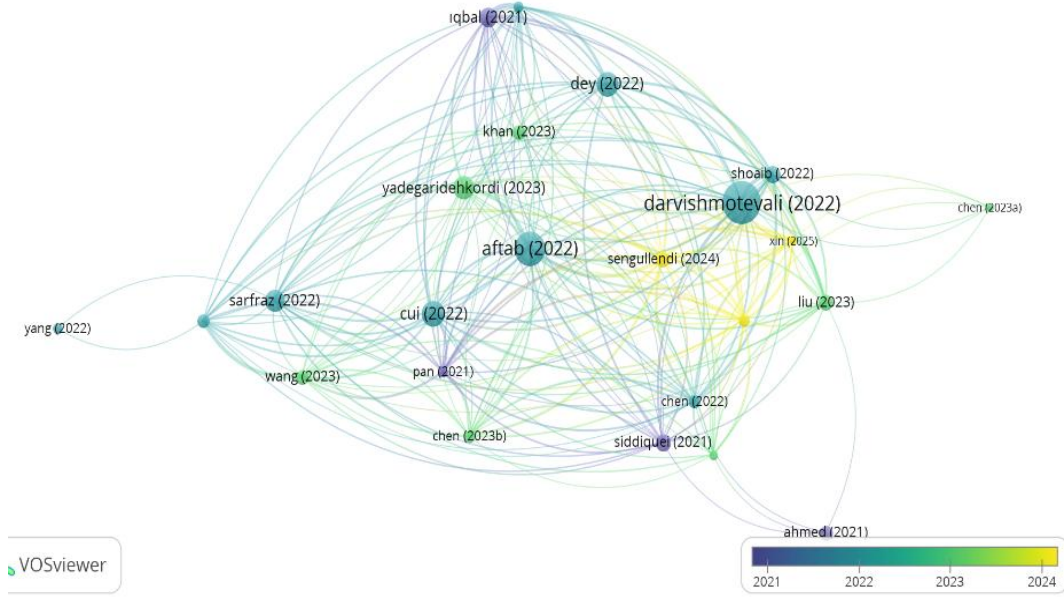 iqbal (2021)
dey (2022)
khan (2023)
shoaib (2022)
yadegaridehkordi (2023)
darvishmotevali (2022)
chen (2023a)
xin (2025)
aftab (2022)
sengullendi (2024)
sarfraz (2022)
liu (2023)
cui (2022)
yang (2022)
pan (2021)
wang (2023)
chen (2022)
chen (2023b)
siddiquei (2021)
ahmed (2021)
VOSviewer
2021 2022 2023 2024